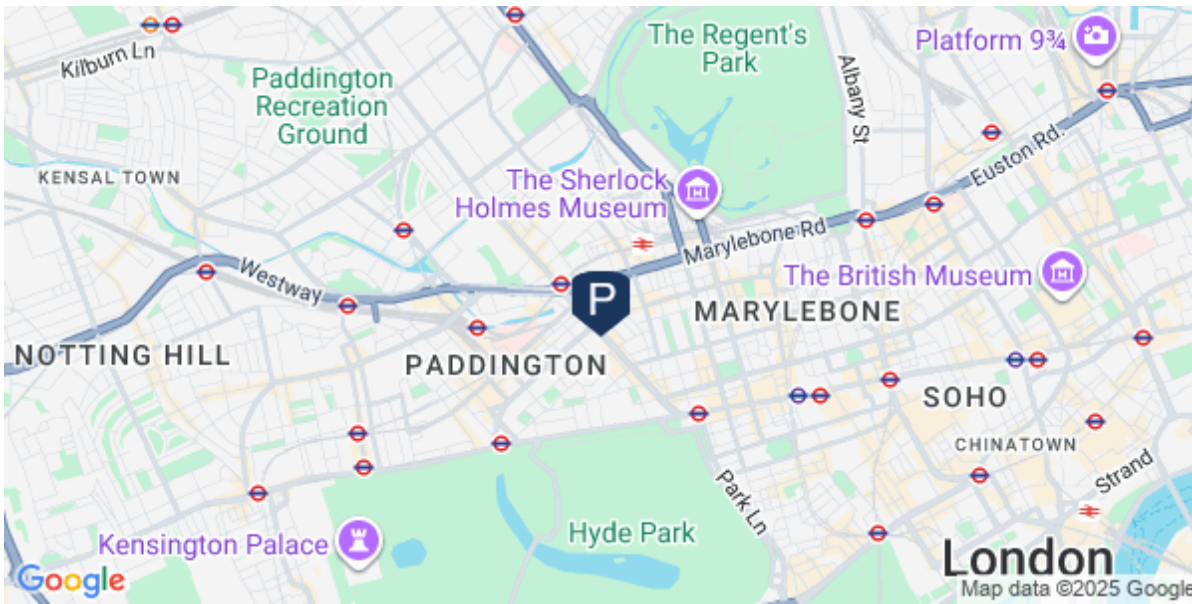 The Regent's
Park
Platform 9¾
Kilburn Ln
Paddington
Recreation
Ground
Albany St
Euston Rd.
KENSAL TOWN
The Sherlock
Holmes Museum
Marylebone Rd
Westway
The British Museum
P
MARYLEBONE
NOTTING HILL
PADDINGTON
SOHO
CHINATOWN
Strand
Park Ln
Hyde Park
Kensington Palace
London
Google
Map data ©2025 Google